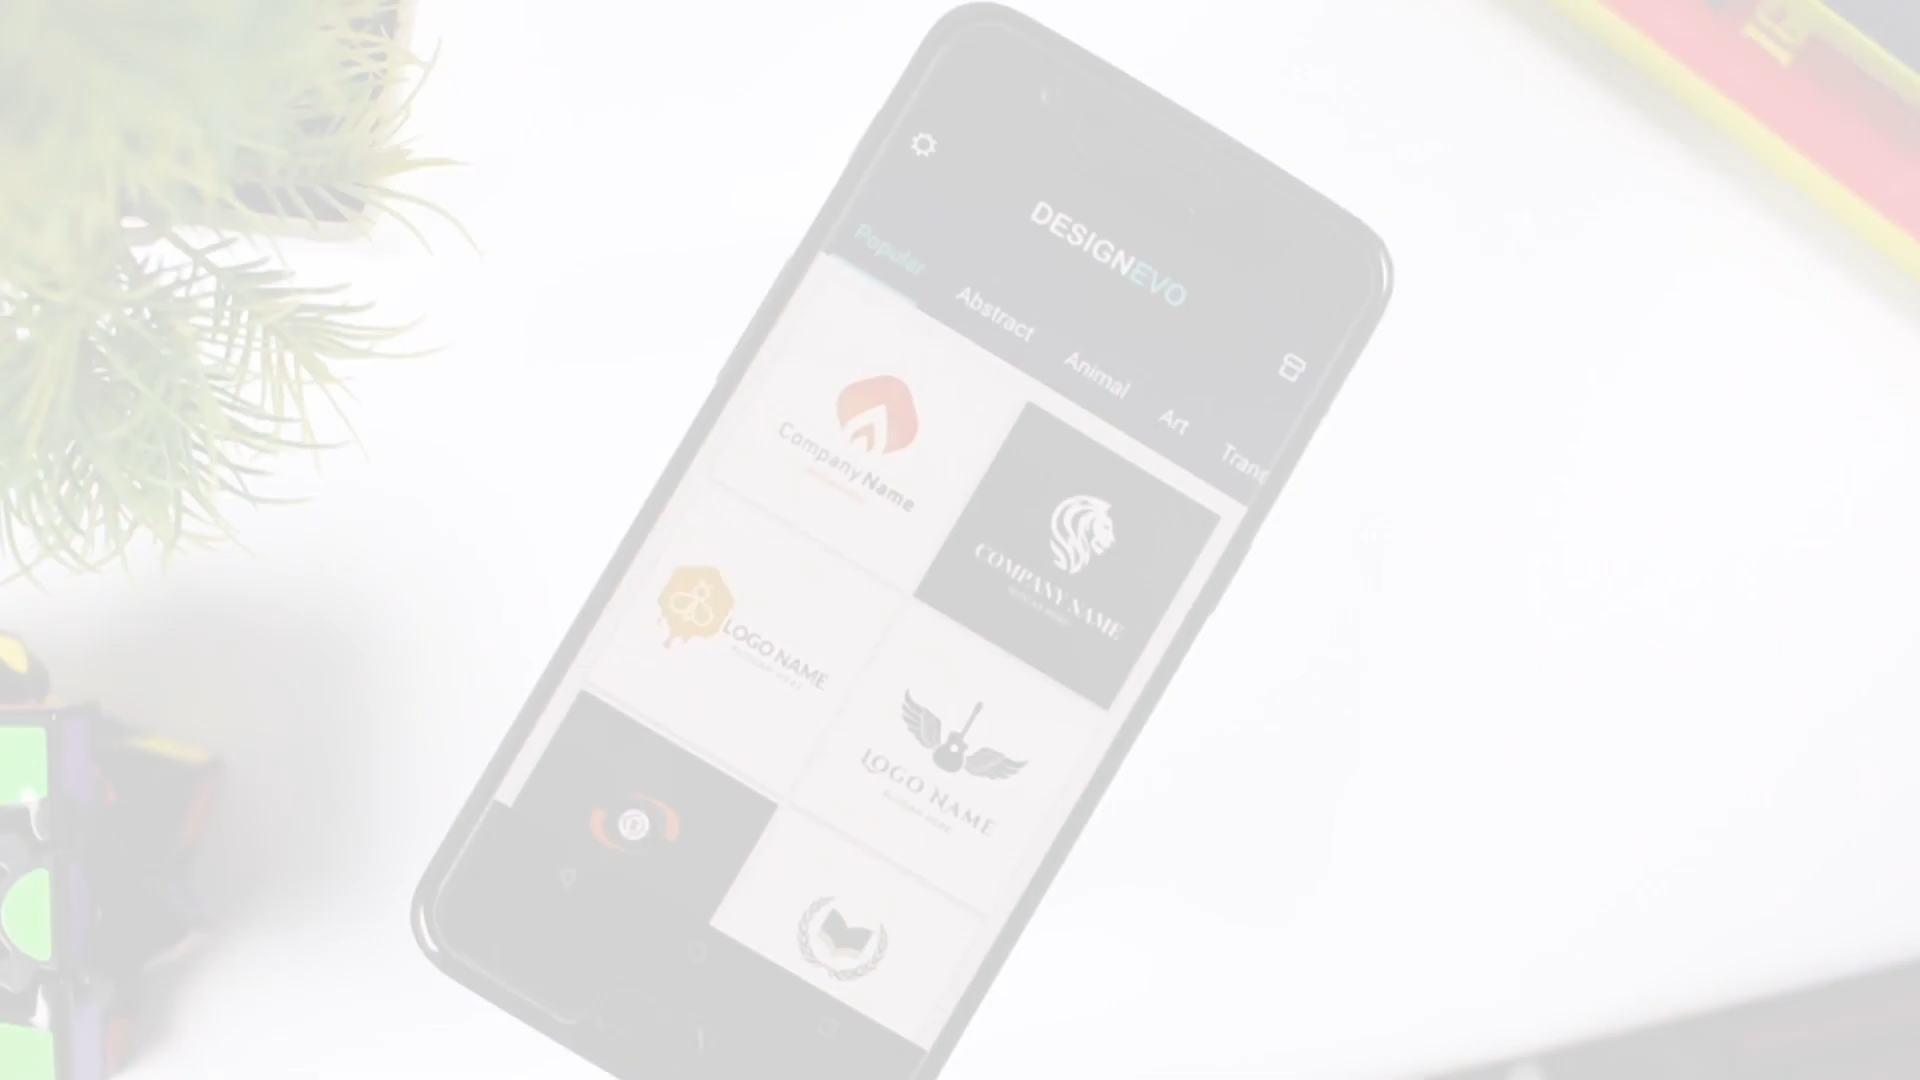 DESIGNEVO
Popular
Abstract
Animal
Art
Company Name
COMPANY NAME
LOGO NAME
LOGO NAME